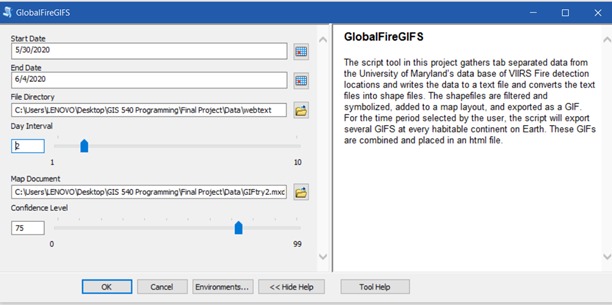 GlobalFireGIFS
Start Date
5/30/2020
End Date
6/4/2020
File Directory
C:\Users\LENOVO\Desktop\GIS 540 Programming\Final Project\Data\webtext
Day Interval
2
1 10
Map Document
C:\Users\LENOVO\Desktop\GIS 540 Programming\Final Project\Data\GIFtry2.mxc
Confidence Level
75
0 99
GlobalFireGIFS
The script tool in this project gathers tab separated data from
the University of Maryland's data base of VIIRS Fire detection
locations and writes the data to a text file and converts the text
files into shape files. The shapefiles are filtered and
symbolized, added to a map layout, and exported as a GIF.
For the time period selected by the user, the script will export
several GIFS at every habitable continent on Earth. These GIFs
are combined and placed in an html file.
OK Cancel Environments... << Hide Help Tool Help